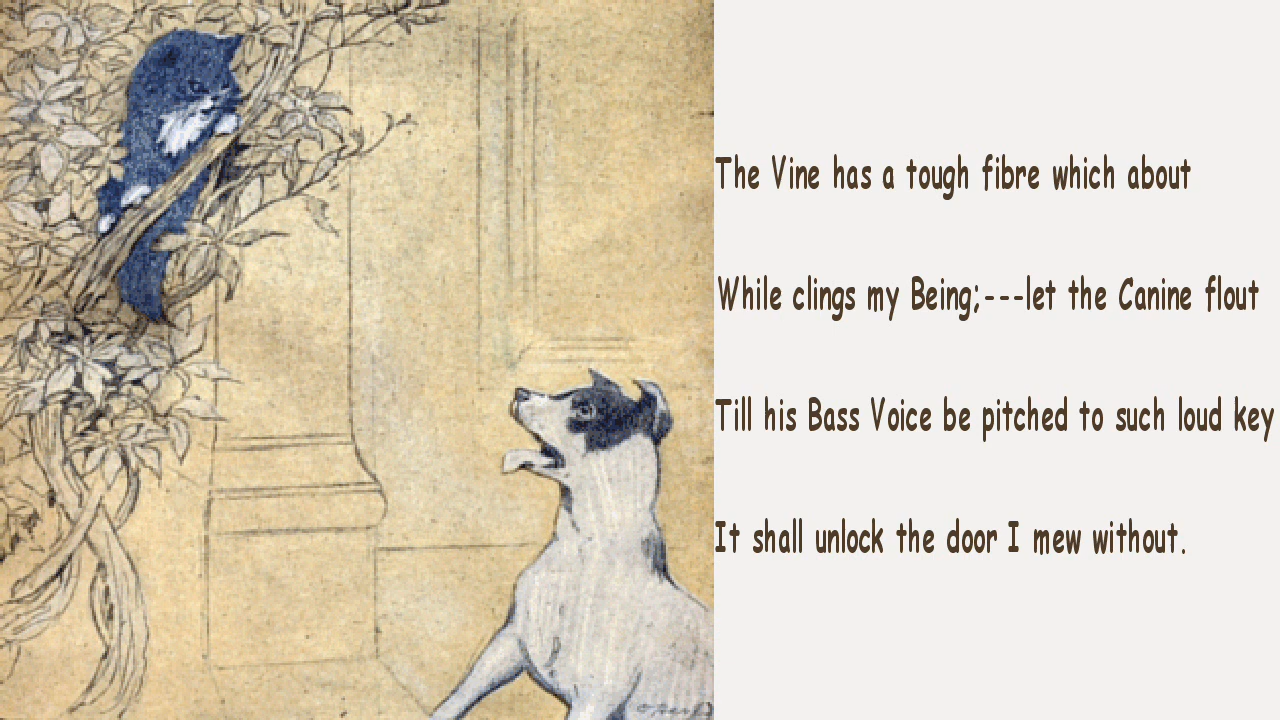 The Vine has a tough fibre which about
While clings my Being;---let the Canine flout
Till his Bass Voice be pitched to such loud key
It shall unlock the door I mew without.